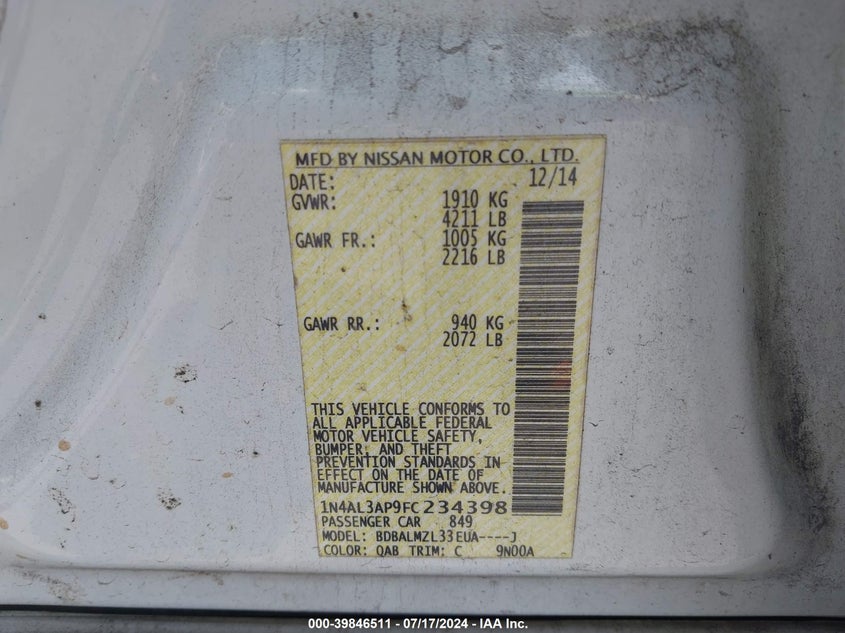 MFD BY NISSAN MOTOR CO., LTD.
DATE: 12/14
GVWR: 1910 KG
4211 LB
GAWR FR.: 1005 KG
2216 LB
GAWR RR.: 940 KG
2072 LB
THIS VEHICLE CONFORMS TO
ALL APPLICABLE FEDERAL
MOTOR VEHICLE SAFETY,
BUMPER, AND THEFT
PREVENTION STANDARDS IN
EFFECT ON THE DATE OF
MANUFACTURE SHOWN ABOVE.
1N4AL3AP9FC234398
PASSENGER CAR 849
MODEL: BDBALMZL33EUA----J
COLOR: QAB TRIM: C 9N00A
000-39846511 - 07/17/2024 - IAA Inc.